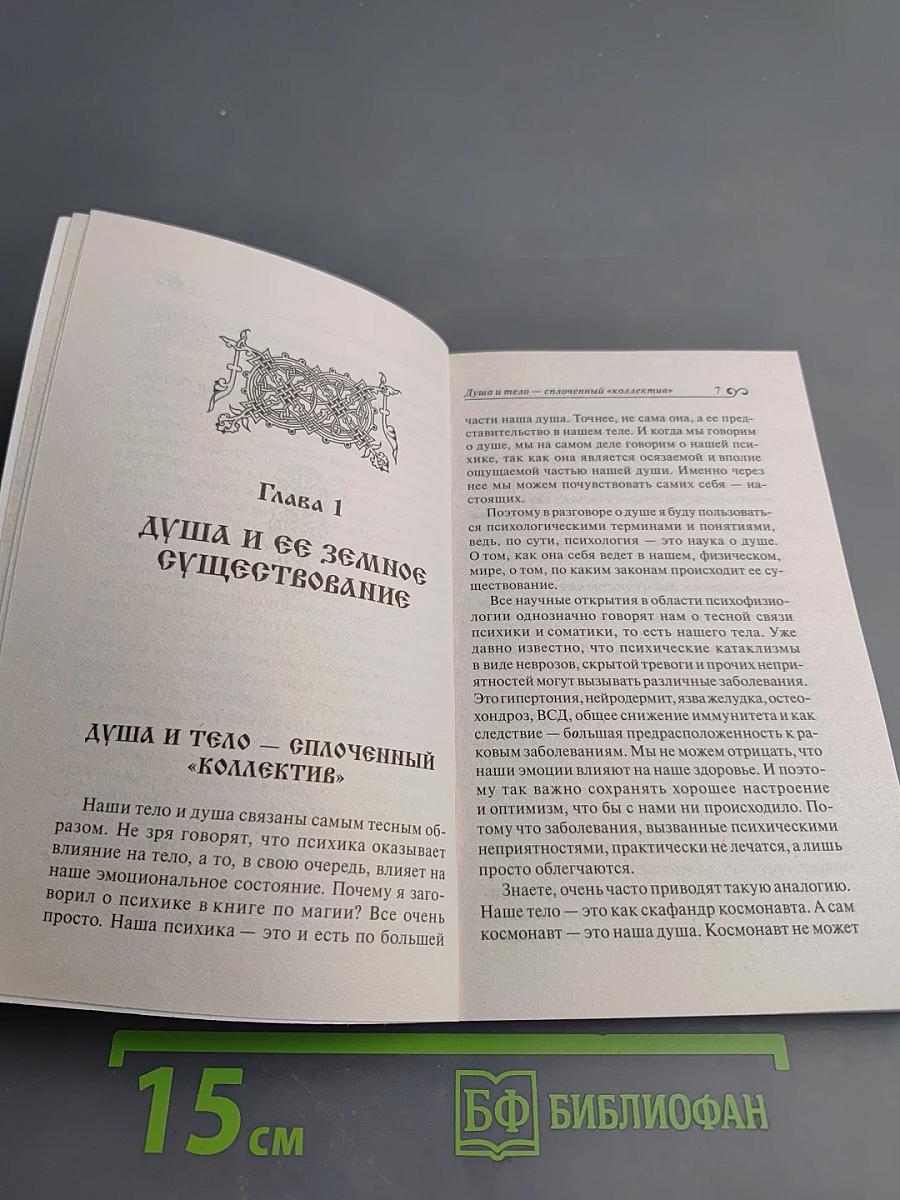 Глава 1
ДУША И ЕЕ ЗЕМНОЕ
СУЩЕСТВОВАНИЕ
ДУША И ТЕЛО — СПЛОЧЕННЫЙ
«КОЛЛЕКТИВ»
Наши тело и душа связаны самым тесным об-
разом. Не зря говорят, что психика оказывает
влияние на тело, а то, в свою очередь, влияет на
наше эмоциональное состояние. Почему я заго-
ворил о психике в книге по магии? Все очень
просто. Наша психика — это и есть по большей
Душа и тело — сплоченный «коллектив» 7
части наша душа. Точнее, не сама она, а ее пред-
ставительство в нашем теле. И когда мы говорим
о душе, мы на самом деле говорим о нашей пси-
хике, так как она является осязаемой и вполне
ощущаемой частью нашей души. Именно через
нее мы можем почувствовать самих себя — на-
стоящих.
Поэтому в разговоре о душе я буду пользовать-
ся психологическими терминами и понятиями,
ведь, по сути, психология — это наука о душе.
О том, как она себя ведет в нашем, физическом,
мире, о том, по каким законам происходит ее су-
ществование.
Все научные открытия в области психофизио-
логии однозначно говорят нам о тесной связи
психики и соматики, то есть нашего тела. Уже
давно известно, что психические катаклизмы
в виде неврозов, скрытой тревоги и прочих непри-
ятностей могут вызывать различные заболевания.
Это гипертония, нейродермит, язва желудка, остео-
хондроз, ВСД, общее снижение иммунитета и как
следствие — большая предрасположенность к ра-
ковым заболеваниям. Мы не можем отрицать, что
наши эмоции влияют на наше здоровье. И поэто-
му так важно сохранять хорошее настроение
и оптимизм, что бы с нами ни происходило. По-
тому что заболевания, вызванные психическими
неприятностями, практически не лечатся, а лишь
просто облегчаются.
Знаете, очень часто приводят такую аналогию.
Наше тело — это как скафандр космонавта. А сам
космонавт — это наша душа. Космонавт не может
15 см
БФ БИБЛИОФАН